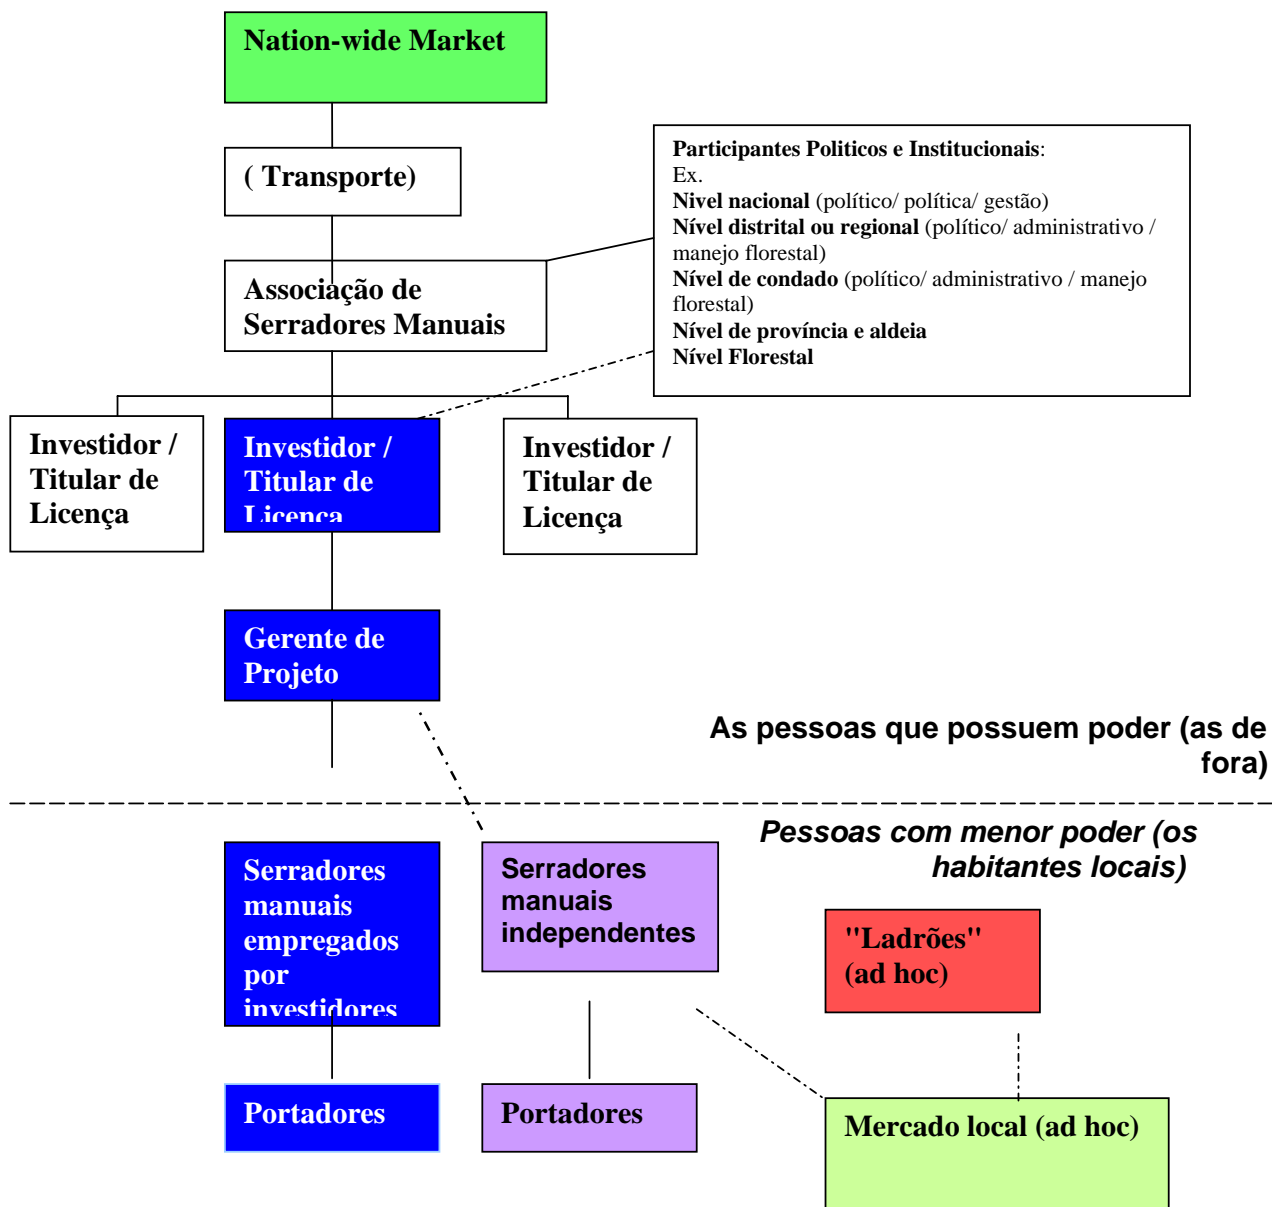 Nation-wide Market
( Transporte)
Participantes Politicos e Institucionais:
Ex.
Nivel nacional (político/ política/ gestão)
Nível distrital ou regional (político/ administrativo /
manejo florestal)
Nível de condado (político/ administrativo / manejo
florestal)
Nível de província e aldeia
Nível Florestal
Associação de
Serradores Manuais
Investidor /
Titular de
Licença
Investidor /
Titular de
Licença
Investidor /
Titular de
Licença
Gerente de
Projeto
As pessoas que possuem poder (as de
fora)
Pessoas com menor poder (os
habitantes locais)
Serradores
manuais
empregados
por
investidores
Serradores
manuais
independentes
"Ladrões"
(ad hoc)
Portadores
Portadores
Mercado local (ad hoc)